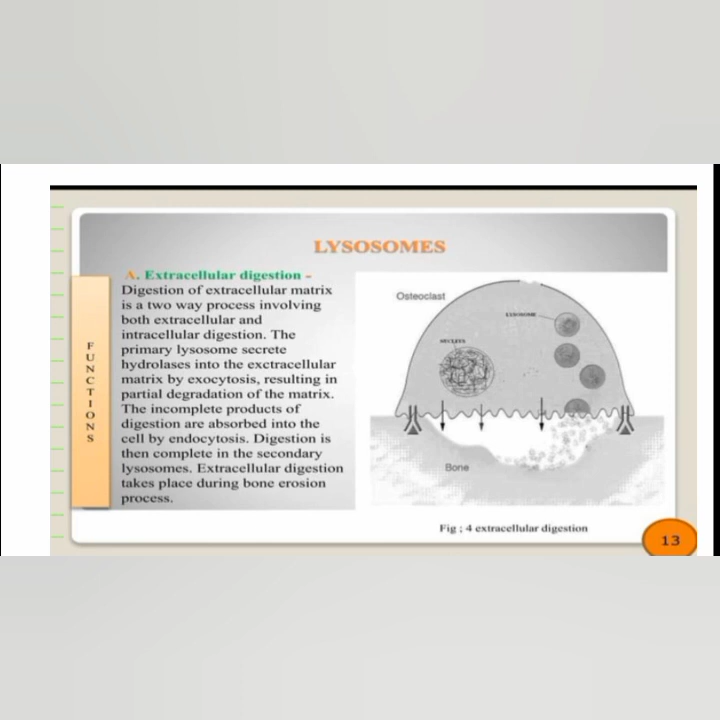 LYSOSOMES
A. Extracellular digestion –
Digestion of extracellular matrix
is a two way process involving
both extracellular and
intracellular digestion. The
primary lysosome secrete
hydrolases into the exctracellular
matrix by exocytosis, resulting in
partial degradation of the matrix.
The incomplete products of
digestion are absorbed into the
cell by endocytosis. Digestion is
then complete in the secondary
lysosomes. Extracellular digestion
takes place during bone erosion
process.
FUNCTIONS
Osteoclast
LYSOSOME
NUCLEUS
Bone
Fig ; 4 extracellular digestion
13